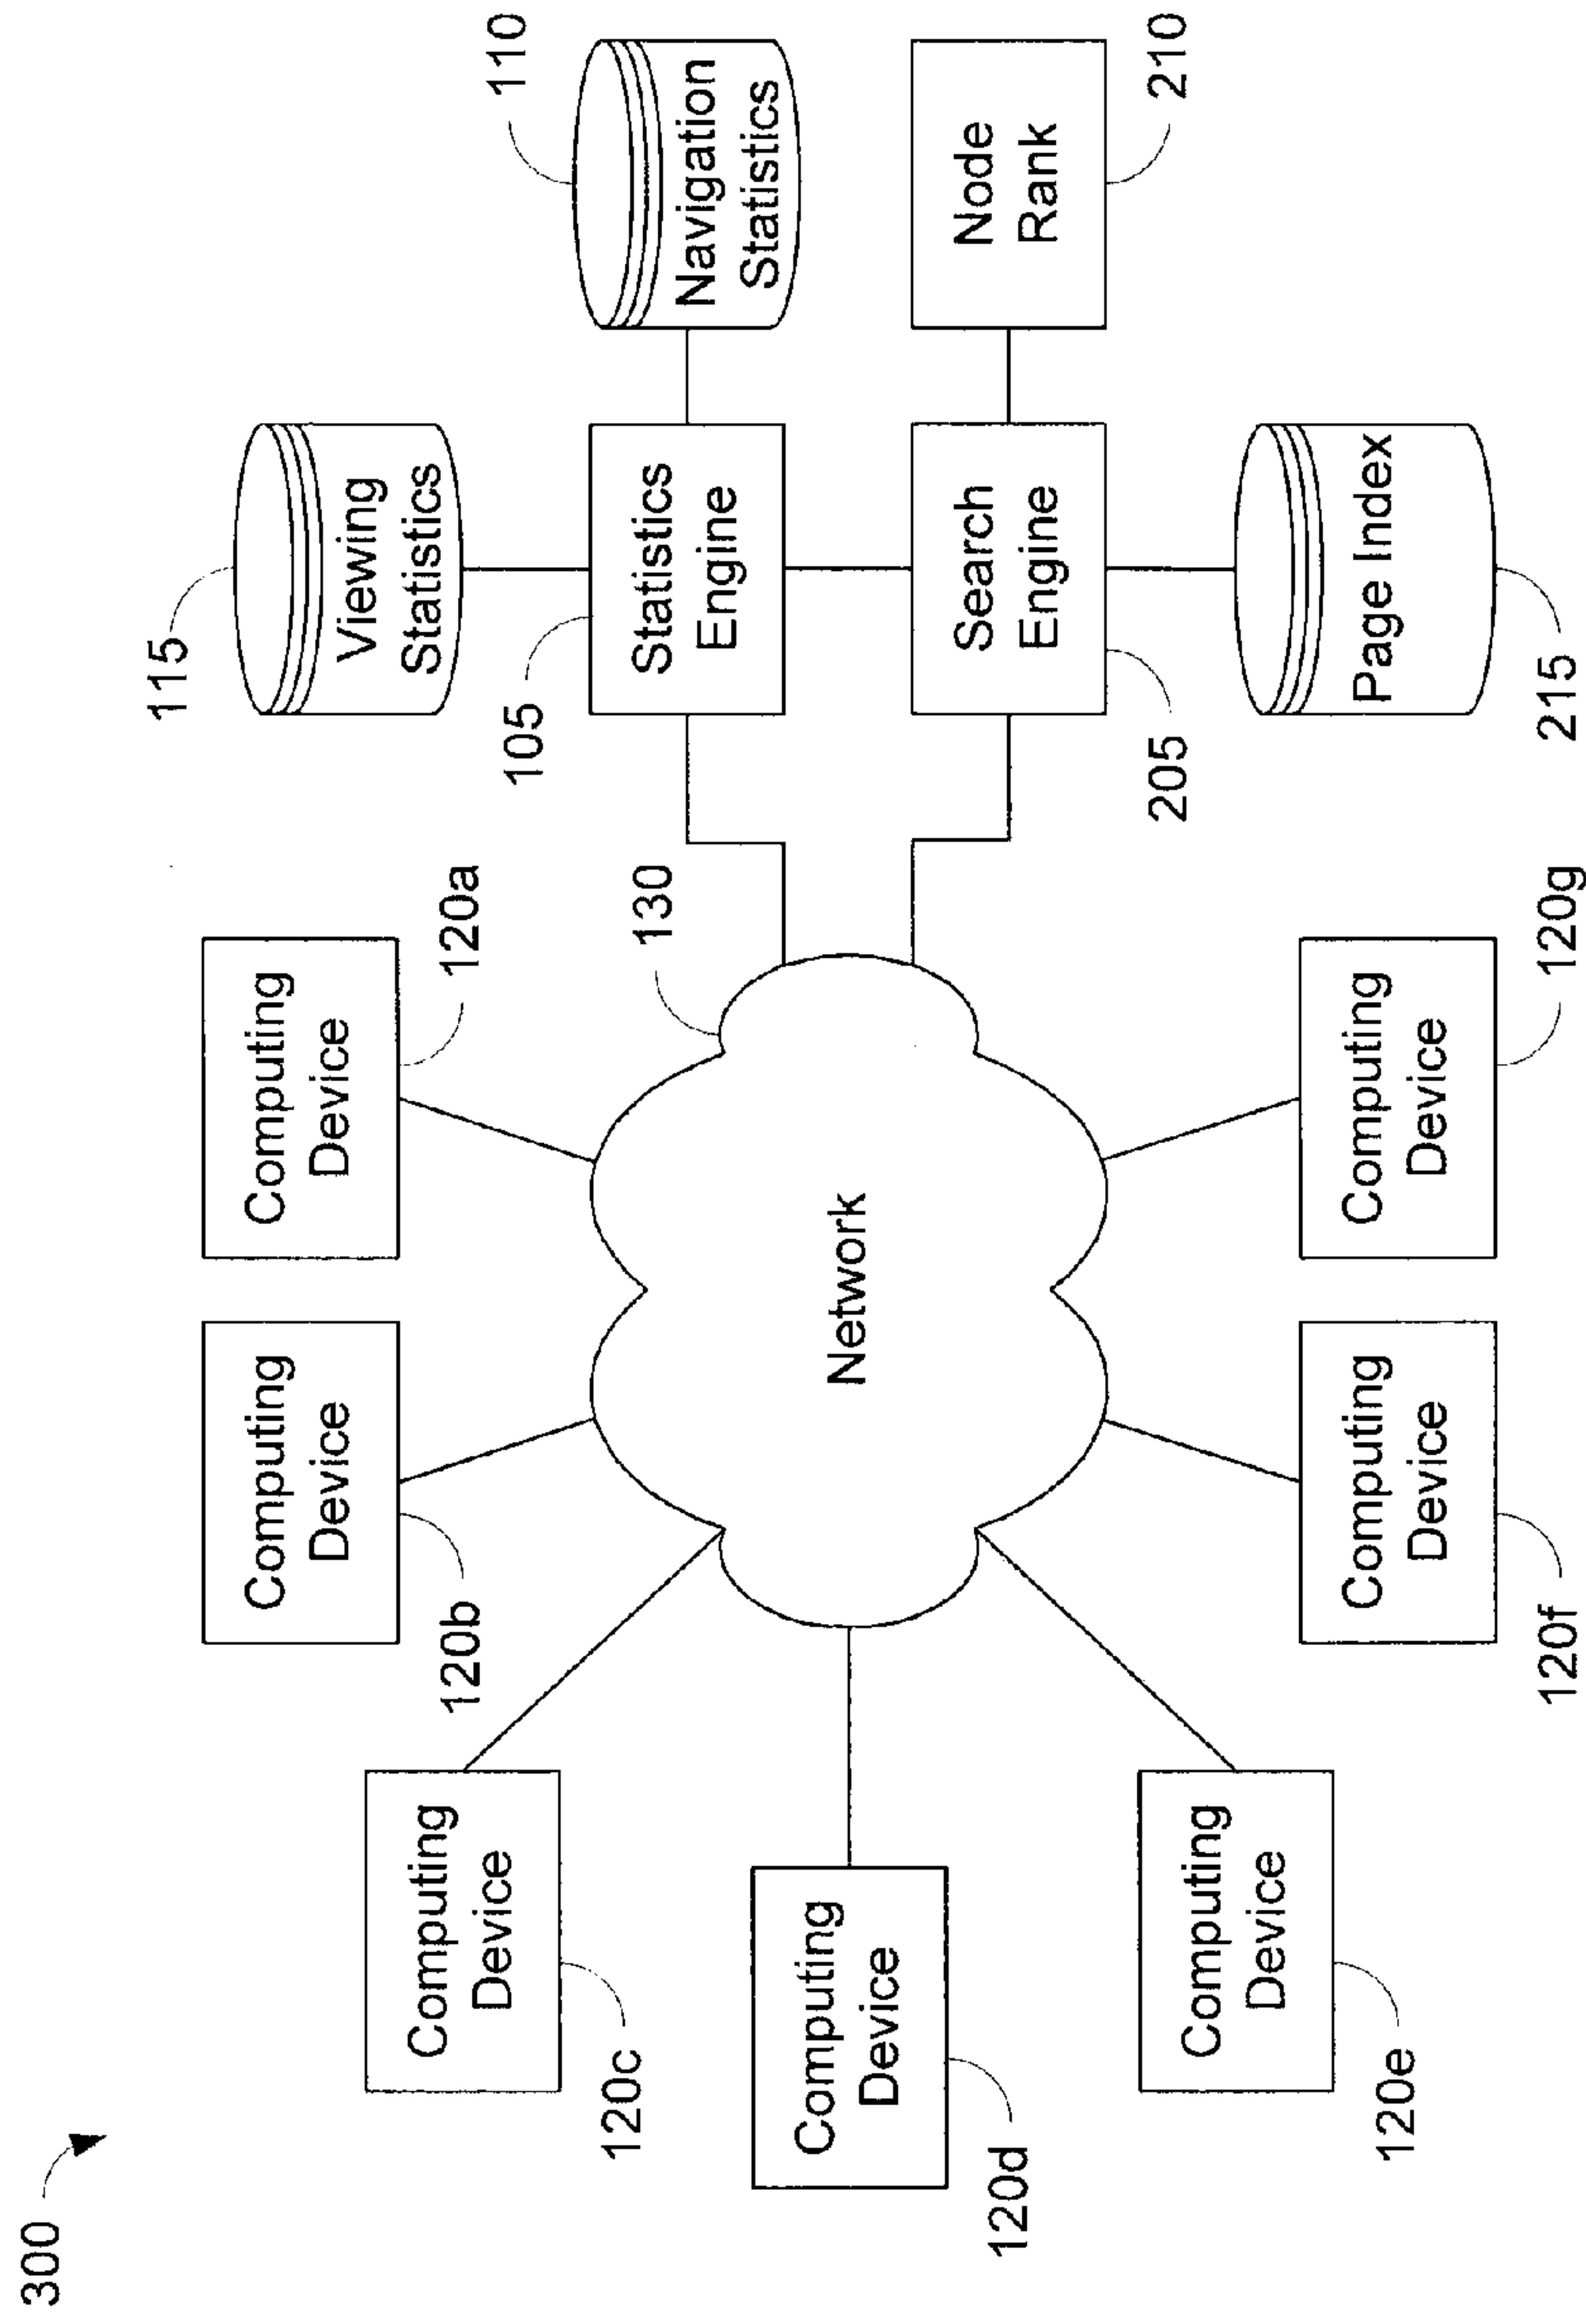 300
115
Viewing
Statistics
120b
Computing
Device
120a
Computing
Device
110
Navigation
Statistics
105
Statistics
Engine
120c
Computing
Device
130
Network
120d
Computing
Device
205
Search
Engine
Node
Rank
210
120e
Computing
Device
120f
Computing
Device
120g
Computing
Device
215
Page Index